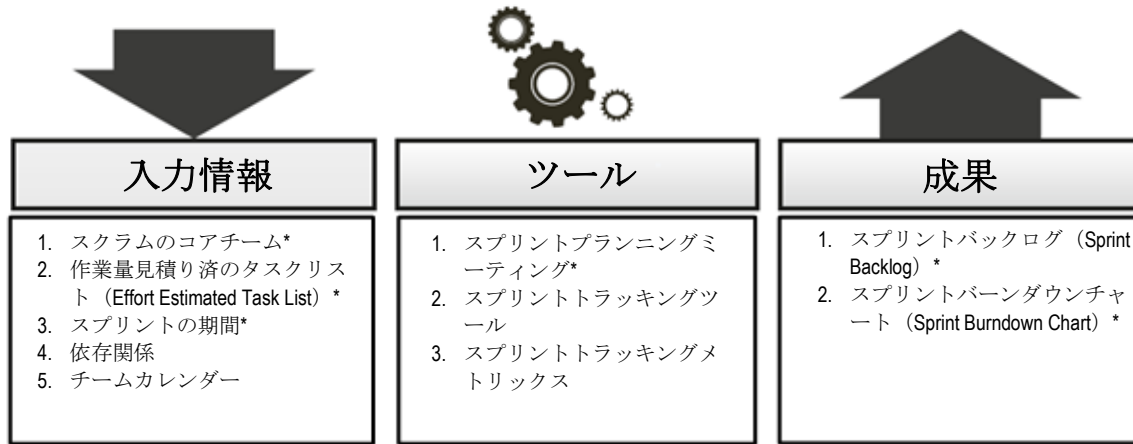 入力情報
1. スクラムのコアチーム*
2. 作業量見積り済のタスクリス
ト（Effort Estimated Task List）*
3. スプリントの期間*
4. 依存関係
5. チームカレンダー
ツール
1. スプリントプランニングミ
ーティング*
2. スプリントトラッキングツ
ール
3. スプリントトラッキングメ
トリックス
成果
1. スプリントバックログ（Sprint
Backlog）*
2. スプリントバーンダウンチャ
ート（Sprint Burndown Chart）*